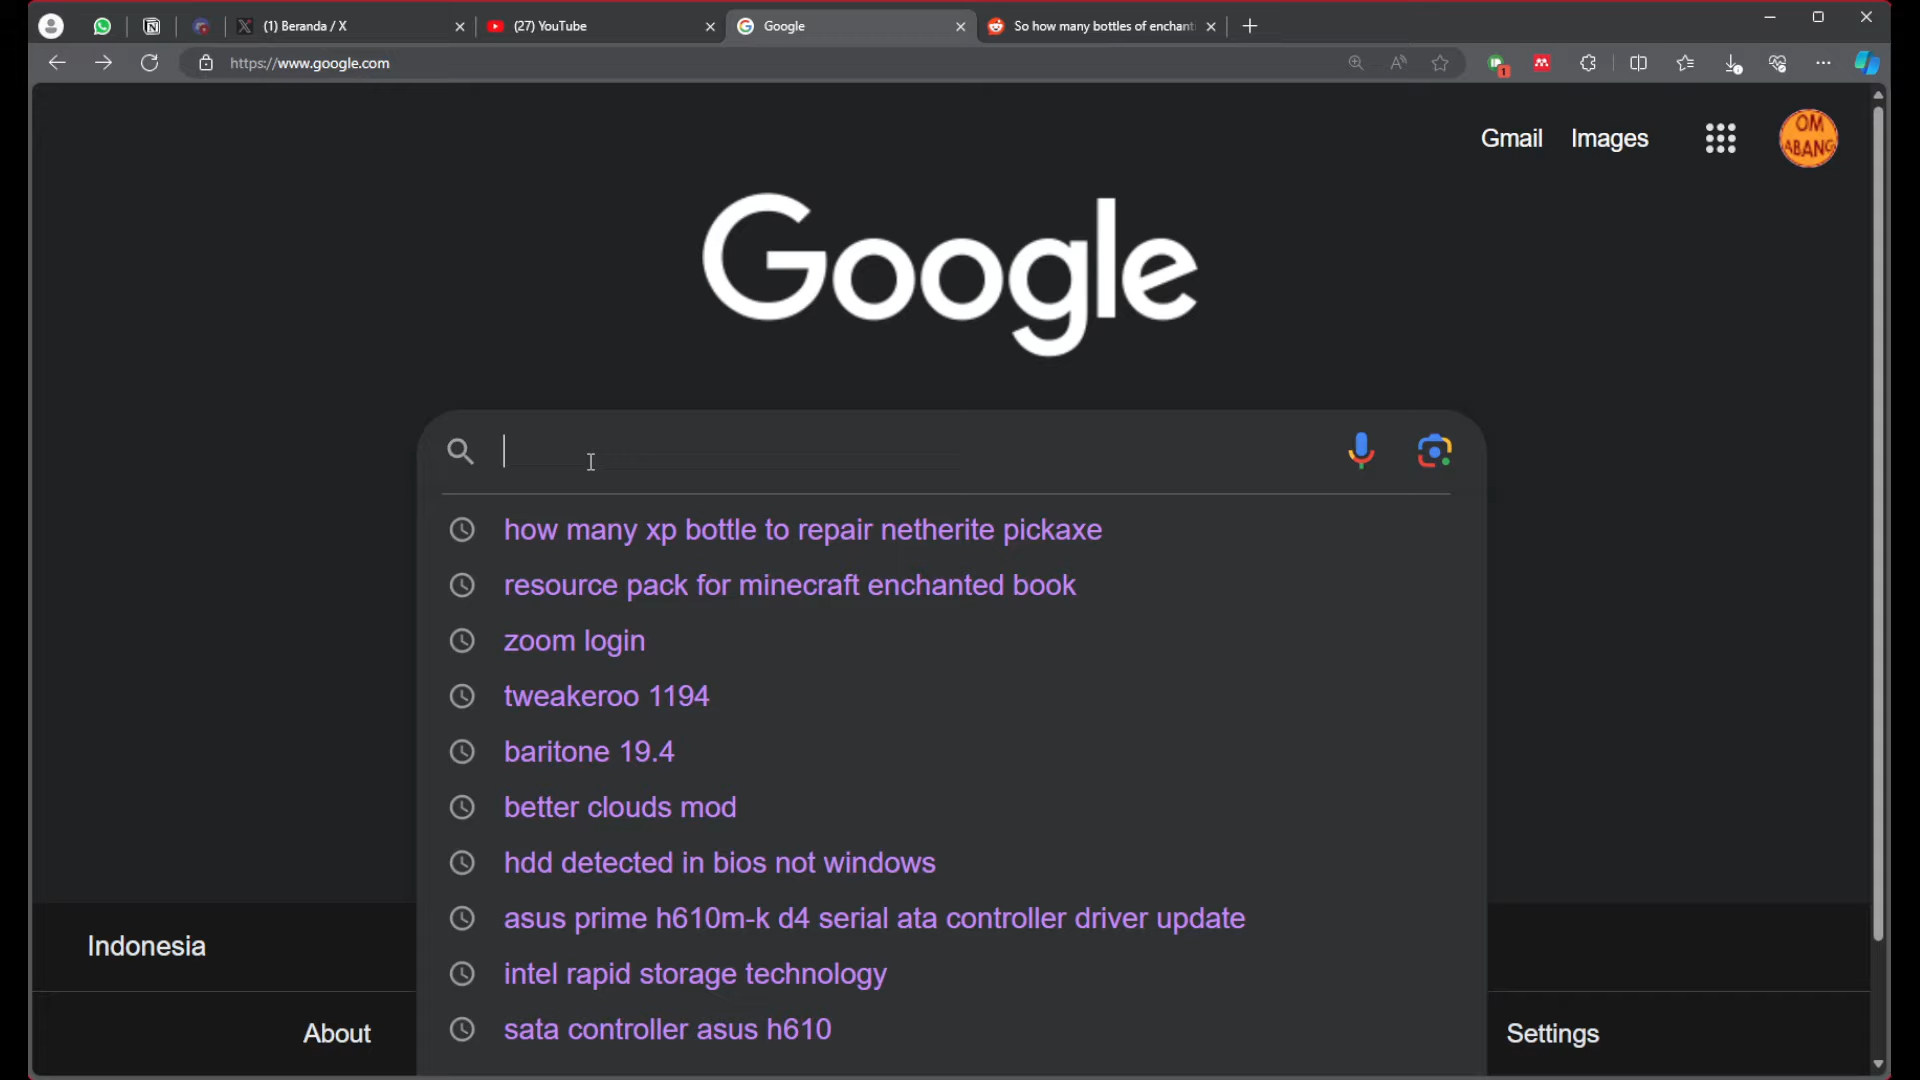 (1) Beranda / X
(27) YouTube
Google
So how many bottles of enchant
https://www.google.com
1
Gmail
Images
OM
ABANG
Google
how many xp bottle to repair netherite pickaxe
resource pack for minecraft enchanted book
zoom login
tweakeroo 1194
baritone 19.4
better clouds mod
hdd detected in bios not windows
asus prime h610m-k d4 serial ata controller driver update
intel rapid storage technology
sata controller asus h610
Indonesia
About
Settings